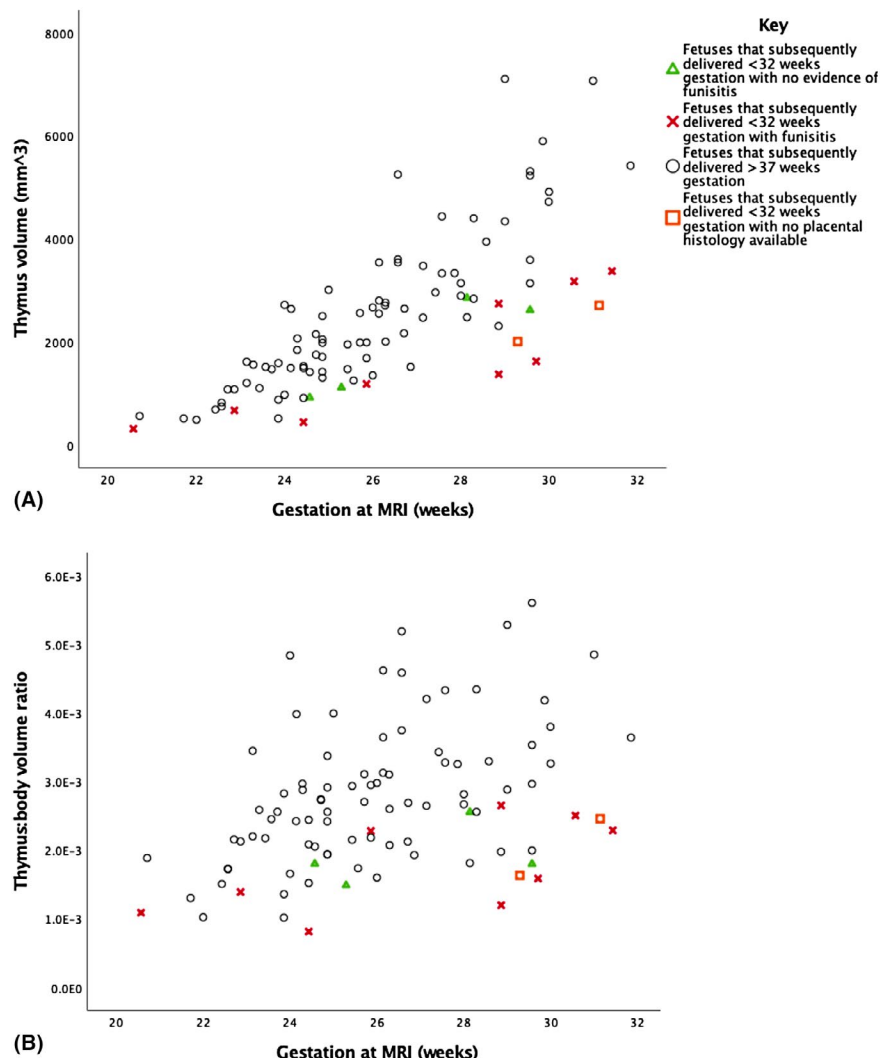 Key
Fetuses that subsequently
delivered <32 weeks
gestation with no evidence of
funisitis
Fetuses that subsequently
delivered <32 weeks
gestation with funisitis
Fetuses that subsequently
delivered >37 weeks
gestation
Fetuses that subsequently
delivered <32 weeks
gestation with no placental
histology available
Thymus volume (mm^3)
8000
6000
4000
2000
0
20 22 24 26 28 30 32
Gestation at MRI (weeks)
(A)
Thymus:body volume ratio
6.0E-3
5.0E-3
4.0E-3
3.0E-3
2.0E-3
1.0E-3
0.0E0
20 22 24 26 28 30 32
Gestation at MRI (weeks)
(B)